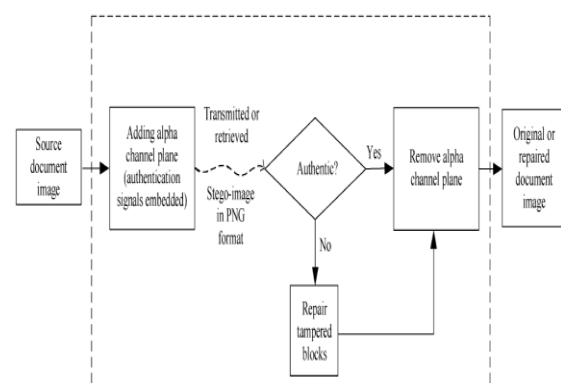 Source
document
image
Adding alpha
channel plane
(authentication
signals embedded)
Transmitted or
retrieved
Stego-image
in PNG
format
Authentic?
Yes
No
Repair
tampered
blocks
Remove alpha
channel plane
Original or
repaired
document
image